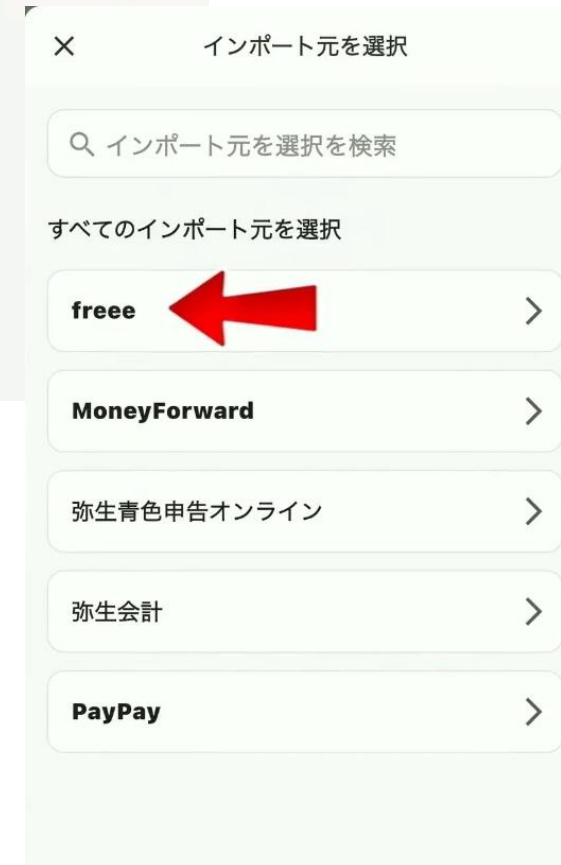 インポート元を選択
インポート元を選択を検索
すべてのインポート元を選択
freee
MoneyForward
弥生青色申告オンライン
弥生会計
PayPay